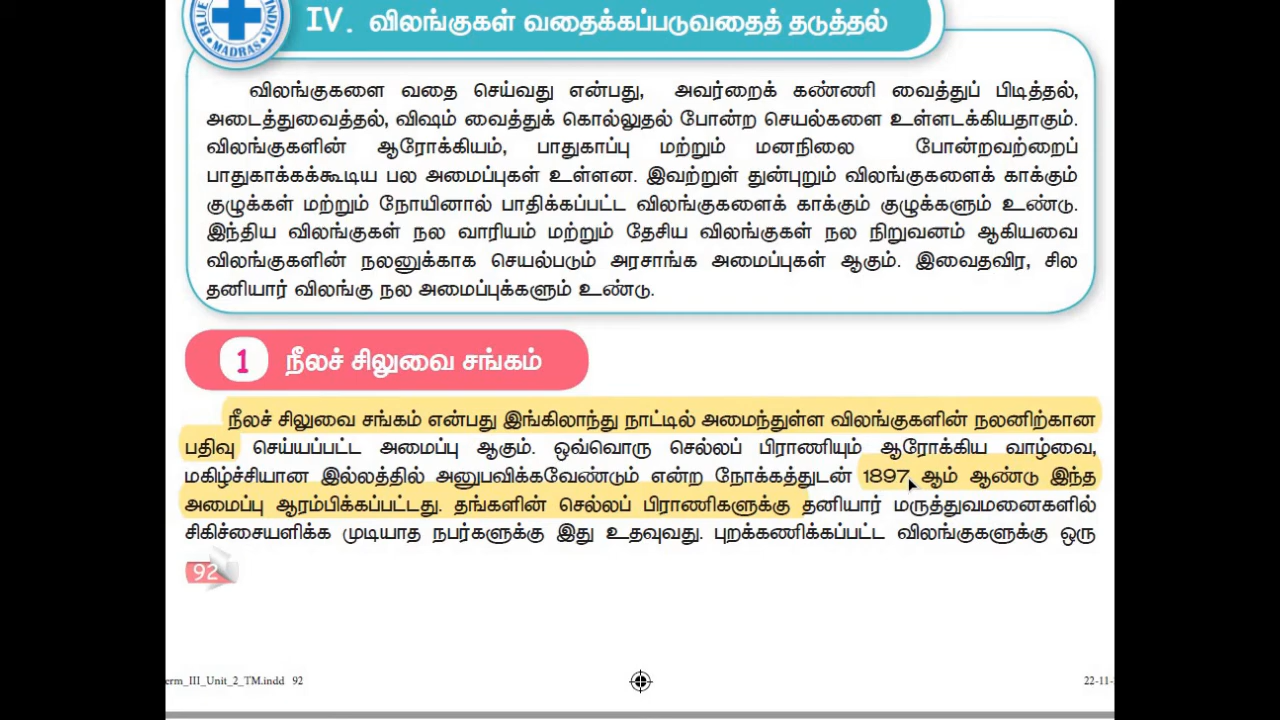 BLUE INDIA MADRAS
IV. விலங்குகள் வதைக்கப்படுவதைத் தடுத்தல்
விலங்குகளை வதை செய்வது என்பது, அவர்றைக் கண்ணி வைத்துப் பிடித்தல்,
அடைத்துவைத்தல், விஷம் வைத்துக் கொல்லுதல் போன்ற செயல்களை உள்ளடக்கியதாகும்.
விலங்குகளின் ஆரோக்கியம், பாதுகாப்பு மற்றும் மனநிலை போன்றவற்றைப்
பாதுகாக்கக்கூடிய பல அமைப்புகள் உள்ளன. இவற்றுள் துன்புறும் விலங்குகளைக் காக்கும்
குழுக்கள் மற்றும் நோயினால் பாதிக்கப்பட்ட விலங்குகளைக் காக்கும் குழுக்களும் உண்டு.
இந்திய விலங்குகள் நல வாரியம் மற்றும் தேசிய விலங்குகள் நல நிறுவனம் ஆகியவை
விலங்குகளின் நலனுக்காக செயல்படும் அரசாங்க அமைப்புகள் ஆகும். இவைதவிர, சில
தனியார் விலங்கு நல அமைப்புக்களும் உண்டு.
1 நீலச் சிலுவை சங்கம்
நீலச் சிலுவை சங்கம் என்பது இங்கிலாந்து நாட்டில் அமைந்துள்ள விலங்குகளின் நலனிற்கான
பதிவு செய்யப்பட்ட அமைப்பு ஆகும். ஒவ்வொரு செல்லப் பிராணியும் ஆரோக்கிய வாழ்வை,
மகிழ்ச்சியான இல்லத்தில் அனுபவிக்கவேண்டும் என்ற நோக்கத்துடன் 1897 ஆம் ஆண்டு இந்த
அமைப்பு ஆரம்பிக்கப்பட்டது. தங்களின் செல்லப் பிராணிகளுக்கு தனியார் மருத்துவமனைகளில்
சிகிச்சையளிக்க முடியாத நபர்களுக்கு இது உதவுவது. புறக்கணிக்கப்பட்ட விலங்குகளுக்கு ஒரு
92
erm_III_Unit_2_TM.indd 92
22-11-